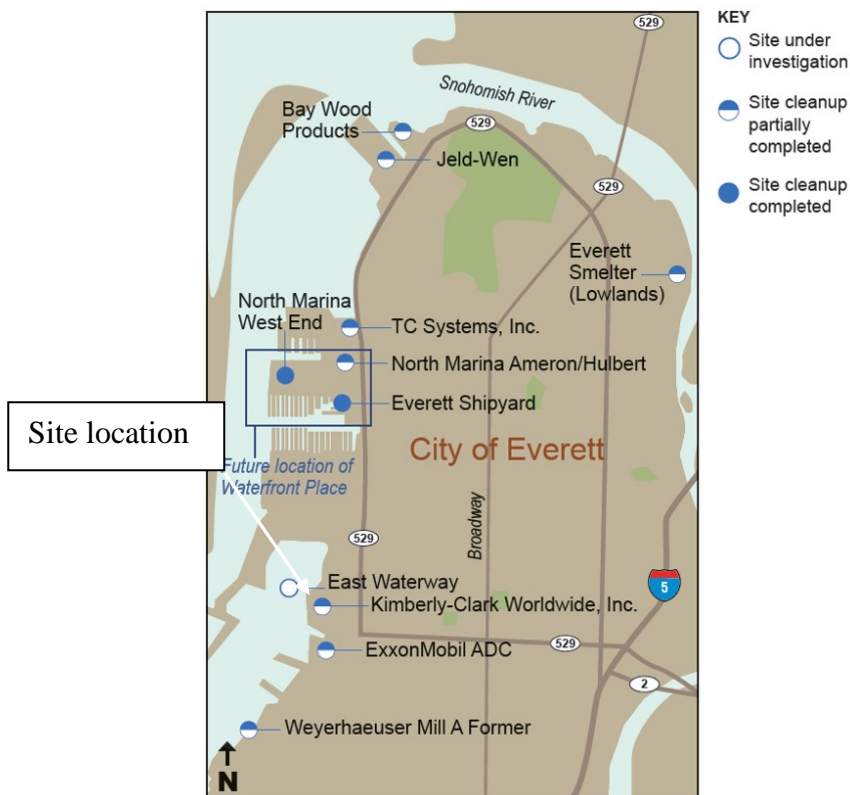 KEY
Site under
investigation
Site cleanup
partially
completed
Site cleanup
completed
529
Snohomish River
Bay Wood
Products
529
Jeld-Wen
529
Everett
Smelter
(Lowlands)
North Marina
West End
TC Systems, Inc.
North Marina Ameron/Hulbert
Everett Shipyard
Site location
City of Everett
Future location of
Waterfront Place
Broadway
529
East Waterway
5
Kimberly-Clark Worldwide, Inc.
529
ExxonMobil ADC
2
Weyerhaeuser Mill A Former
N